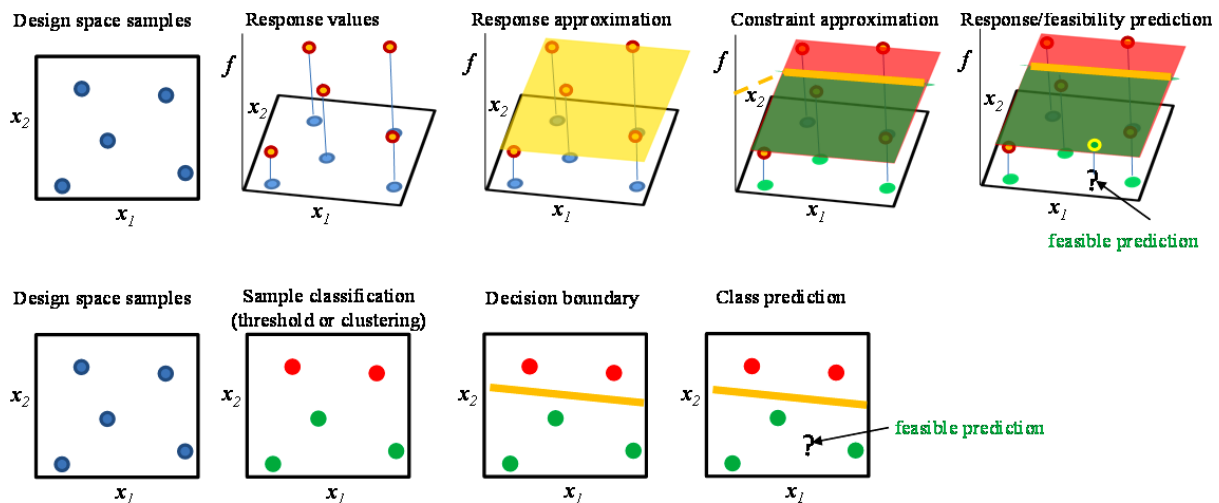 Design space samples
Response values
Response approximation
Constraint approximation
Response/feasibility prediction
x2
x1
f
x2
x1
f
x2
x1
f
x2
x1
f
x2
?
x1
feasible prediction
Design space samples
Sample classification
(threshold or clustering)
Decision boundary
Class prediction
x2
x1
x2
x1
x2
x1
x2
?
feasible prediction
x1